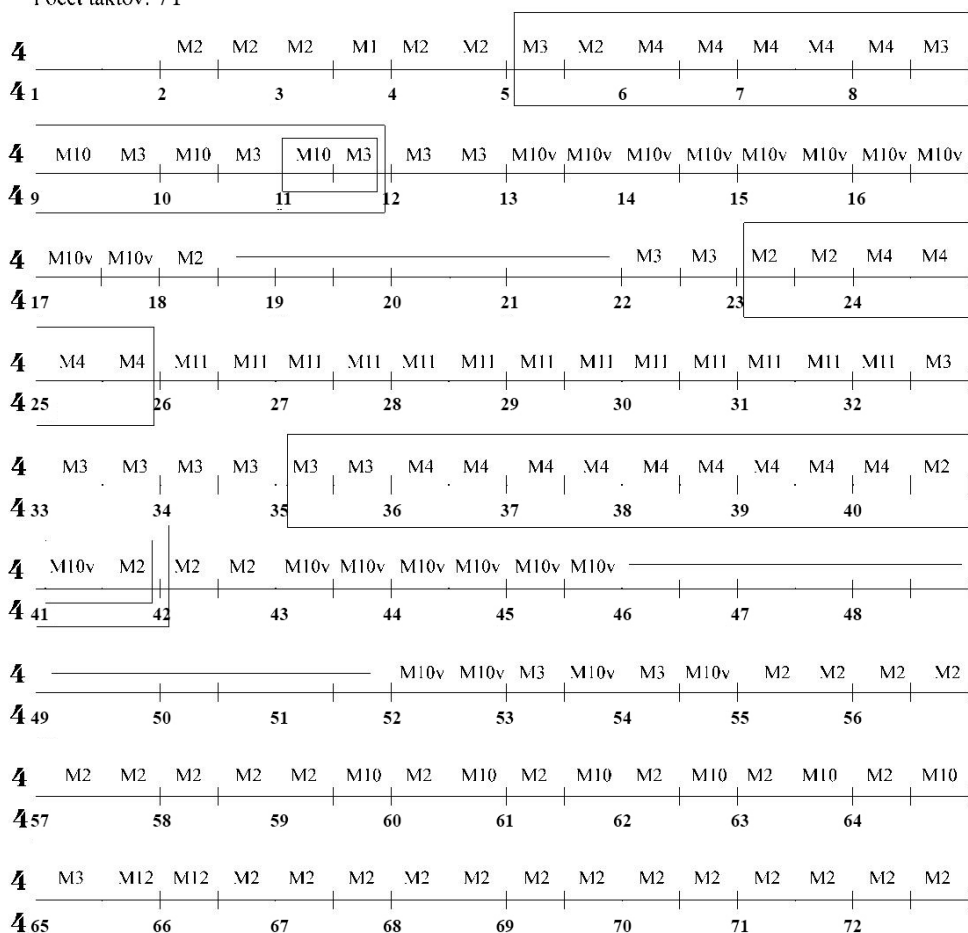 Počet taktov: 71
4 M2 M2 M2 M1 M2 M2 M3 M2 M4 M4 M4 M4 M4 M3
4 1 2 3 4 5 6 7 8
4 M10 M3 M10 M3 M10 M3 M3 M3 M10v M10v M10v M10v M10v M10v M10v M10v
4 9 10 11 12 13 14 15 16
4 M10v M10v M2 M3 M3 M2 M2 M4 M4
4 17 18 19 20 21 22 23 24
4 M4 M4 M11 M11 M11 M11 M11 M11 M11 M11 M11 M11 M11 M11 M11 M3
4 25 26 27 28 29 30 31 32
4 M3 M3 M3 M3 M3 M3 M4 M4 M4 M4 M4 M4 M4 M4 M4 M2
4 33 34 35 36 37 38 39 40
4 M10v M2 M2 M2 M10v M10v M10v M10v M10v M10v
4 41 42 43 44 45 46 47 48
4 M10v M10v M3 M10v M3 M10v M2 M2 M2 M2
4 49 50 51 52 53 54 55 56
4 M2 M2 M2 M2 M2 M10 M2 M10 M2 M10 M2 M10 M2 M10 M2 M10
4 57 58 59 60 61 62 63 64
4 M3 M12 M12 M2 M2 M2 M2 M2 M2 M2 M2 M2 M2 M2 M2 M2
4 65 66 67 68 69 70 71 72